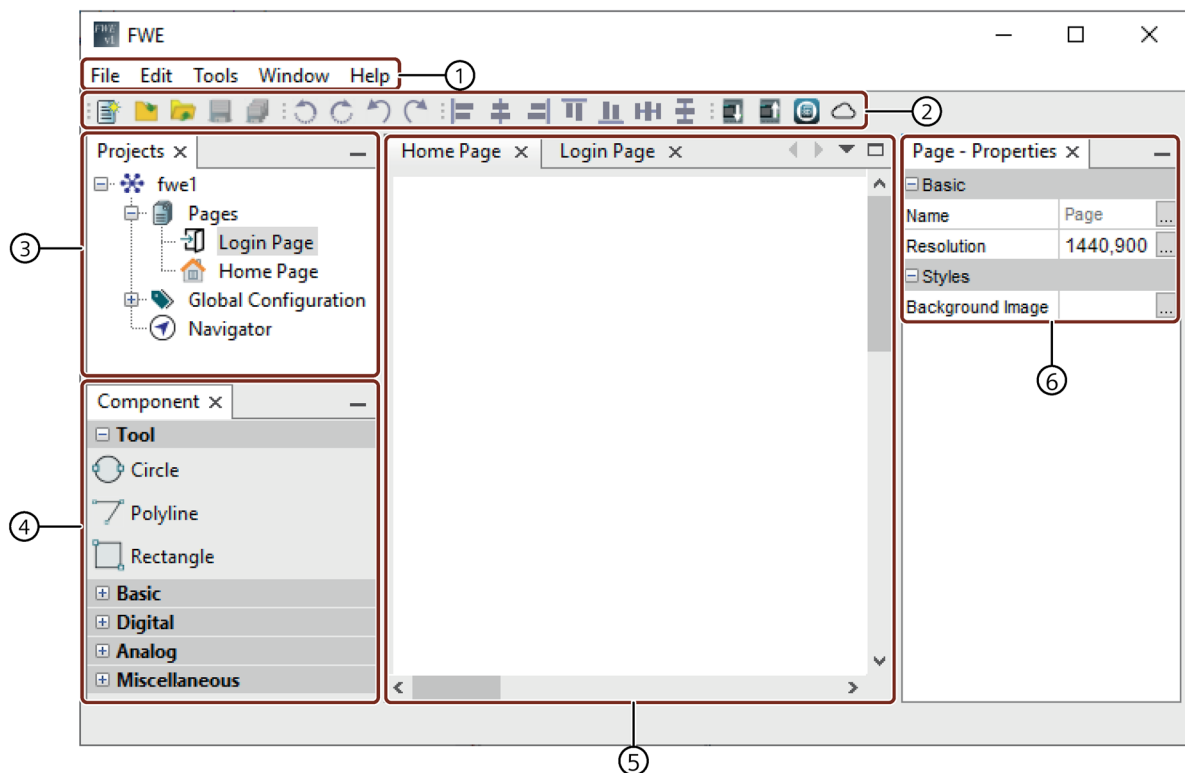 FWE v1 FWE
File Edit Tools Window Help 1
2
Projects
fwe1
Pages
Login Page
Home Page
Global Configuration
Navigator
3
Component
Tool
Circle
Polyline
Rectangle
Basic
Digital
Analog
Miscellaneous
4
Home Page Login Page
5
Page - Properties
Basic
Name Page ...
Resolution 1440,900 ...
Styles
Background Image ...
6